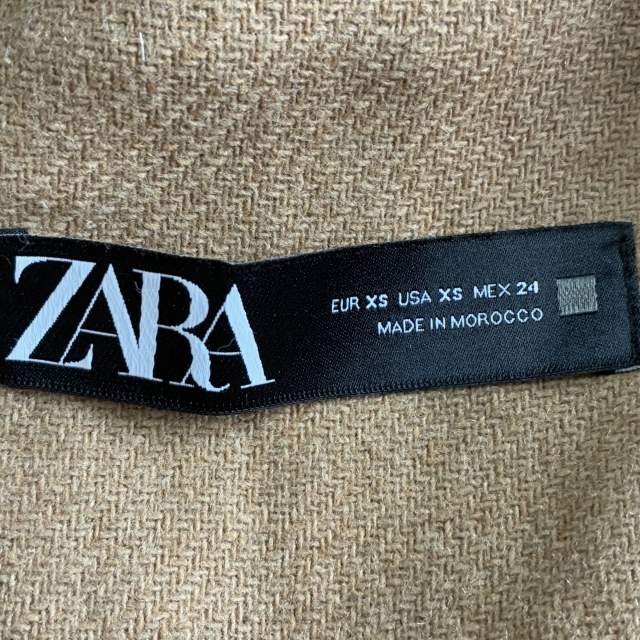 ZARA
EUR XS USA XS MEX 24
MADE IN MOROCCO